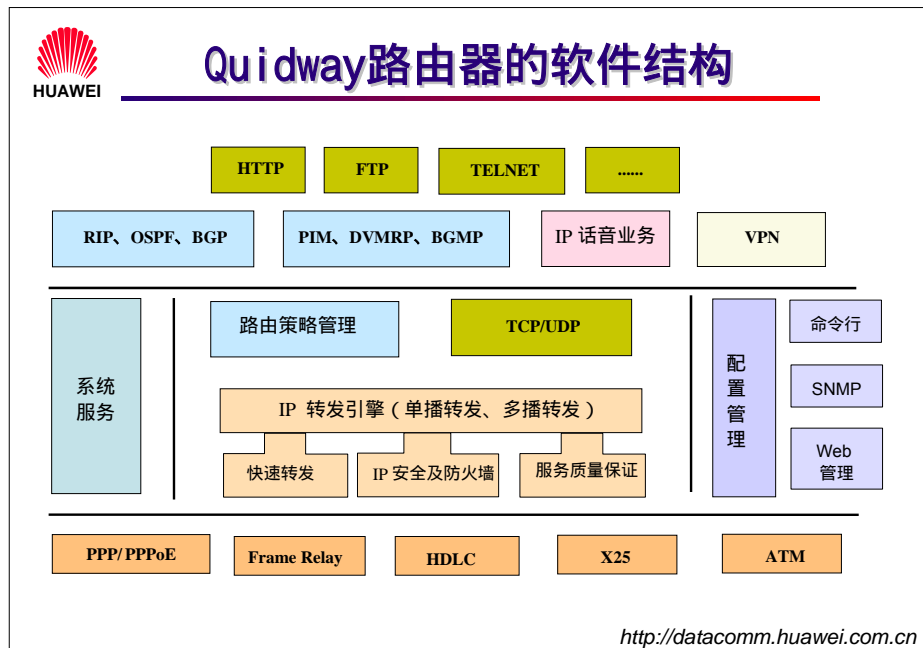 HUAWEI
Quidway路由器的软件结构
HTTP
FTP
TELNET
......
RIP、OSPF、BGP
PIM、DVMRP、BGMP
IP 话音业务
VPN
系统
服务
路由策略管理
TCP/UDP
IP 转发引擎（单播转发、多播转发）
快速转发
IP 安全及防火墙
服务质量保证
配
置
管
理
命令行
SNMP
Web
管理
PPP/ PPPoE
Frame Relay
HDLC
X25
ATM
http://datacomm.huawei.com.cn